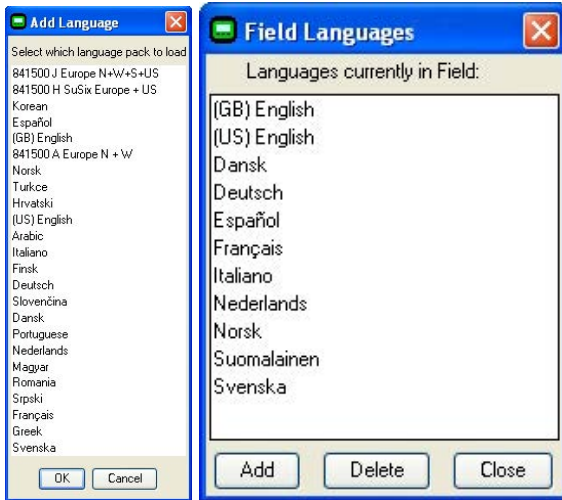 Add Language
Select which language pack to load
841500 J Europe N+W+S+US
841500 H SuSix Europe + US
Korean
Español
(GB) English
841500 A Europe N + W
Norsk
Turkce
Hrvatski
(US) English
Arabic
Italiano
Finsk
Deutsch
Slovenčina
Dansk
Portuguese
Nederlands
Magyar
Romania
Srpski
Français
Greek
Svenska
OK
Cancel
Field Languages
Languages currently in Field:
(GB) English
(US) English
Dansk
Deutsch
Español
Français
Italiano
Nederlands
Norsk
Suomalainen
Svenska
Add
Delete
Close